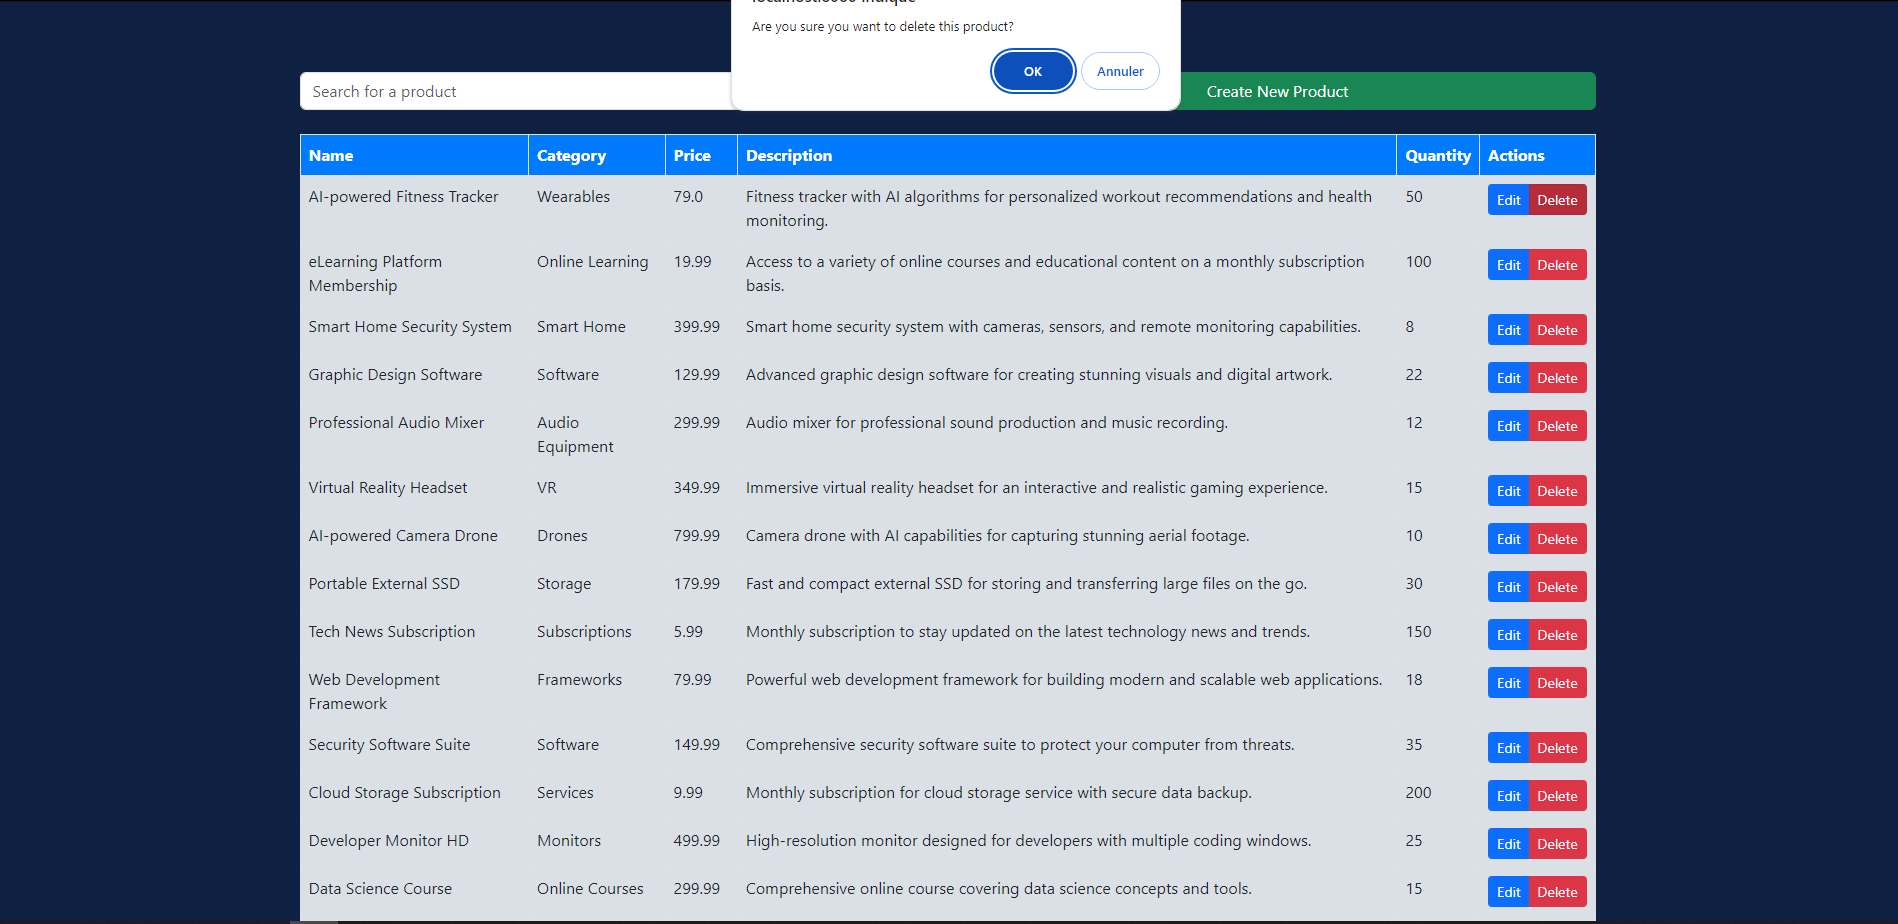 Are you sure you want to delete this product?
OK Annuler
Search for a product Create New Product
Name Category Price Description Quantity Actions
AI-powered Fitness Tracker Wearables 79.0 Fitness tracker with AI algorithms for personalized workout recommendations and health 50 Edit Delete
monitoring.
eLearning Platform Online Learning 19.99 Access to a variety of online courses and educational content on a monthly subscription 100 Edit Delete
Membership basis.
Smart Home Security System Smart Home 399.99 Smart home security system with cameras, sensors, and remote monitoring capabilities. 8 Edit Delete
Graphic Design Software Software 129.99 Advanced graphic design software for creating stunning visuals and digital artwork. 22 Edit Delete
Professional Audio Mixer Audio 299.99 Audio mixer for professional sound production and music recording. 12 Edit Delete
Equipment
Virtual Reality Headset VR 349.99 Immersive virtual reality headset for an interactive and realistic gaming experience. 15 Edit Delete
AI-powered Camera Drone Drones 799.99 Camera drone with AI capabilities for capturing stunning aerial footage. 10 Edit Delete
Portable External SSD Storage 179.99 Fast and compact external SSD for storing and transferring large files on the go. 30 Edit Delete
Tech News Subscription Subscriptions 5.99 Monthly subscription to stay updated on the latest technology news and trends. 150 Edit Delete
Web Development Frameworks 79.99 Powerful web development framework for building modern and scalable web applications. 18 Edit Delete
Framework
Security Software Suite Software 149.99 Comprehensive security software suite to protect your computer from threats. 35 Edit Delete
Cloud Storage Subscription Services 9.99 Monthly subscription for cloud storage service with secure data backup. 200 Edit Delete
Developer Monitor HD Monitors 499.99 High-resolution monitor designed for developers with multiple coding windows. 25 Edit Delete
Data Science Course Online Courses 299.99 Comprehensive online course covering data science concepts and tools. 15 Edit Delete